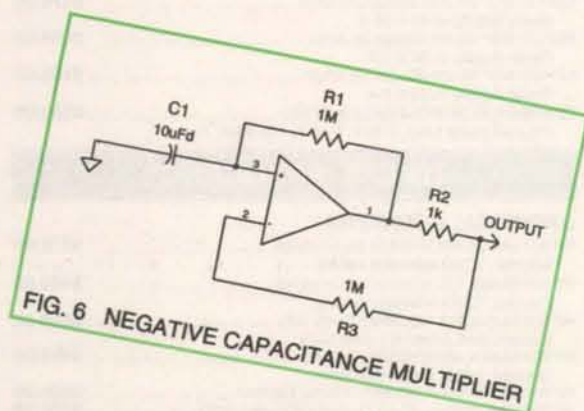 R1
1M
C1
10uFd
3
+
2
-
1
R2
1k
OUTPUT
1M
R3
FIG. 6 NEGATIVE CAPACITANCE MULTIPLIER